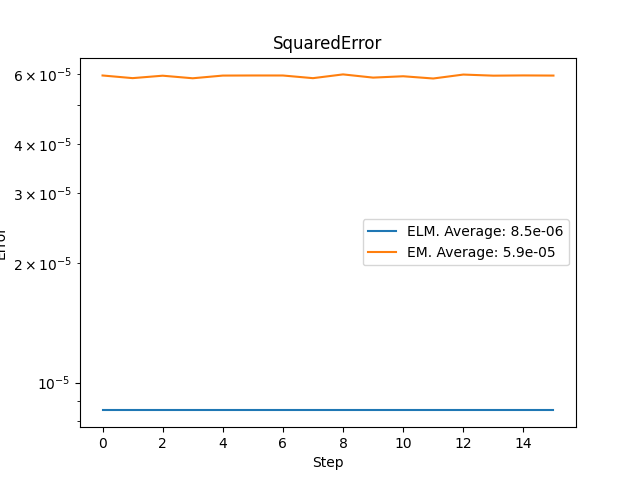 SquaredError
6 × 10⁻⁵
4 × 10⁻⁵
3 × 10⁻⁵
2 × 10⁻⁵
10⁻⁵
Error
ELM. Average: 8.5e-06
EM. Average: 5.9e-05
0 2 4 6 8 10 12 14
Step